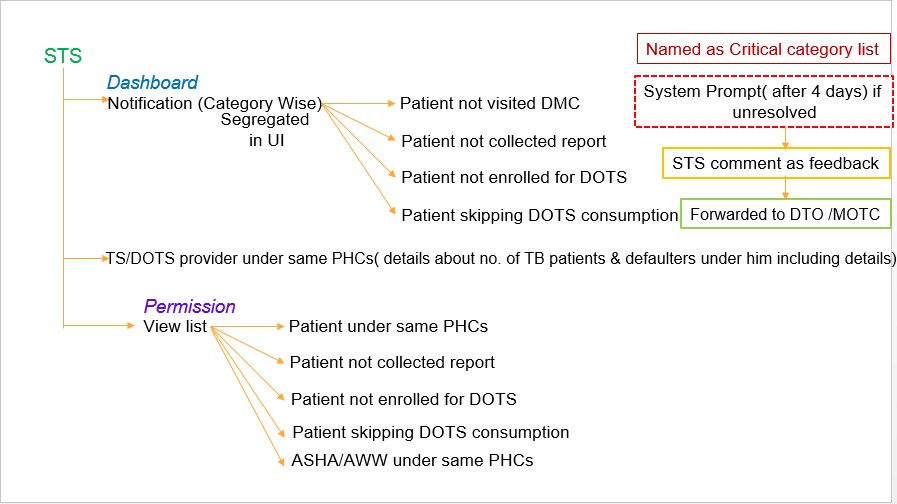 STS
Named as Critical category list
Dashboard
Notification (Category Wise)
Segregated
in UI
Patient not visited DMC
Patient not collected report
Patient not enrolled for DOTS
Patient skipping DOTS consumption
System Prompt( after 4 days) if
unresolved
STS comment as feedback
Forwarded to DTO /MOTC
TS/DOTS provider under same PHCs( details about no. of TB patients & defaulters under him including details)
Permission
View list
Patient under same PHCs
Patient not collected report
Patient not enrolled for DOTS
Patient skipping DOTS consumption
ASHA/AWW under same PHCs